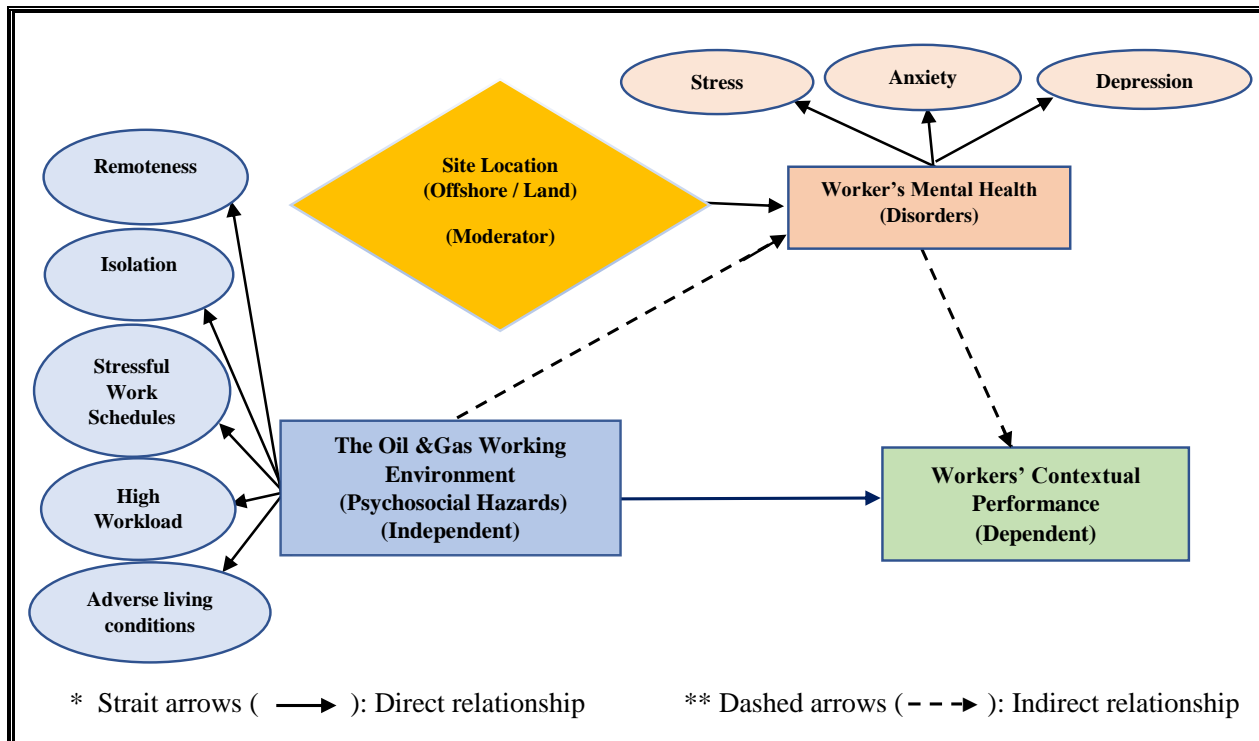 Stress
Anxiety
Depression
Remoteness
Site Location
(Offshore / Land)
(Moderator)
Worker's Mental Health
(Disorders)
Isolation
Stressful
Work
Schedules
The Oil &Gas Working
Environment
(Psychosocial Hazards)
(Independent)
Workers' Contextual
Performance
(Dependent)
High
Workload
Adverse living
conditions
* Strait arrows ( ): Direct relationship
** Dashed arrows ( ): Indirect relationship